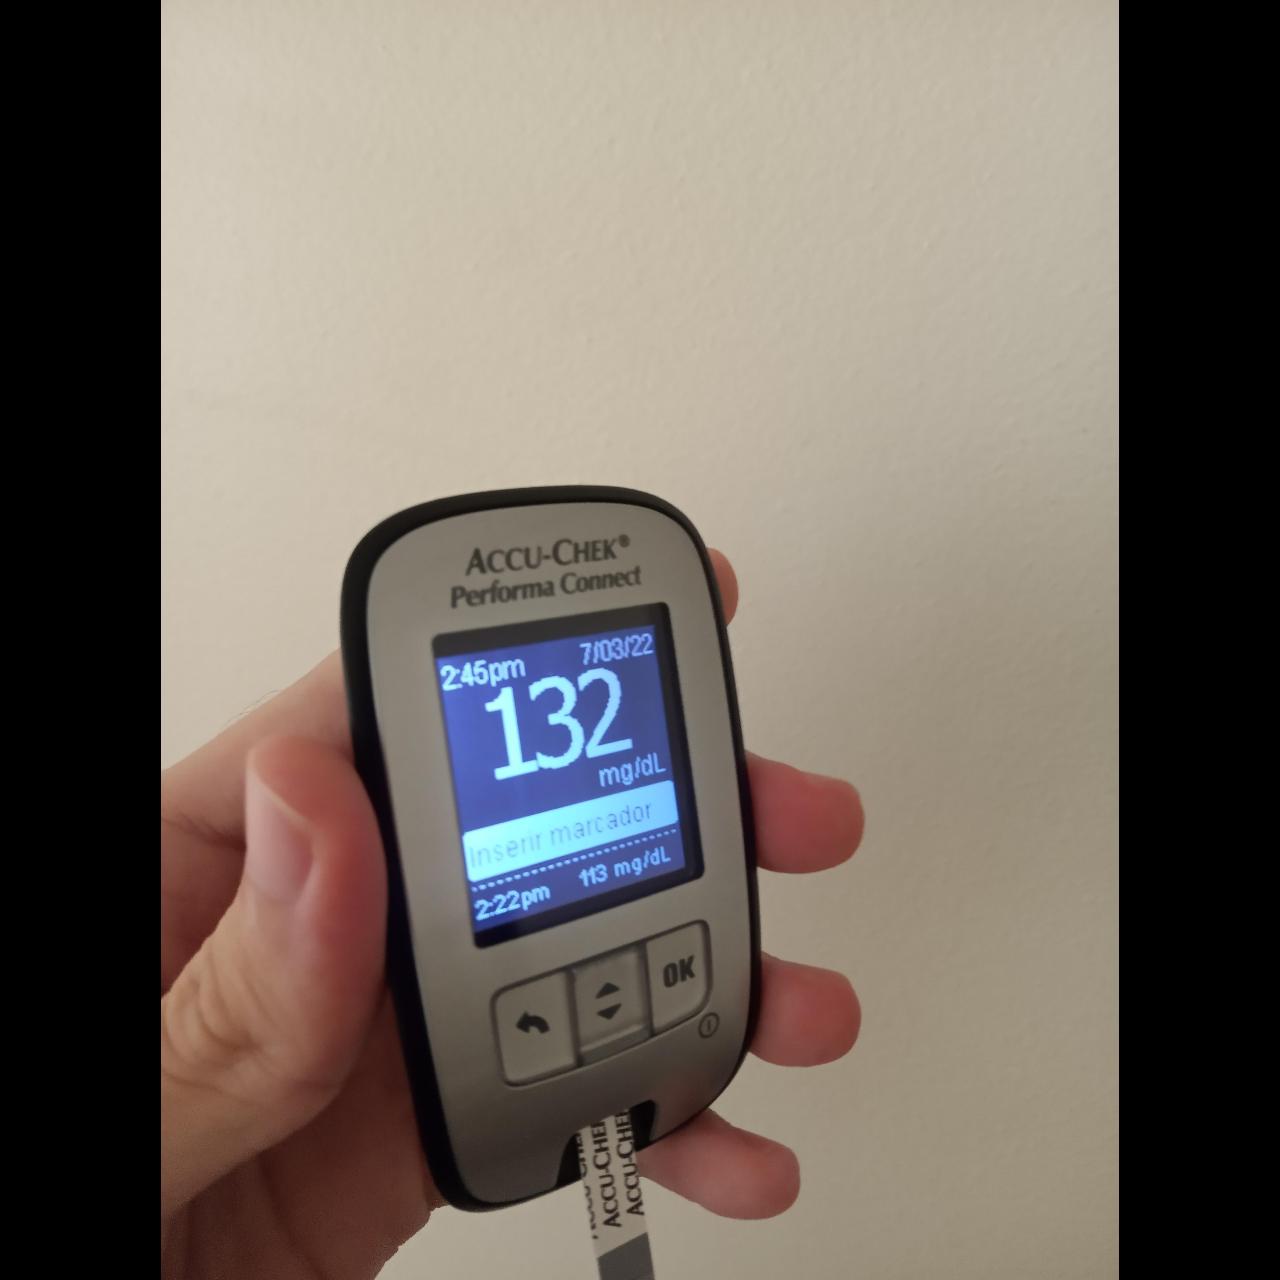 ACCU-CHEK®
Performa Connect
2:45pm 7/03/22
132
mg/dL
Inserir marcador
2:22pm 113 mg/dL
OK
ACCU-CHEK
ACCU-CHEK